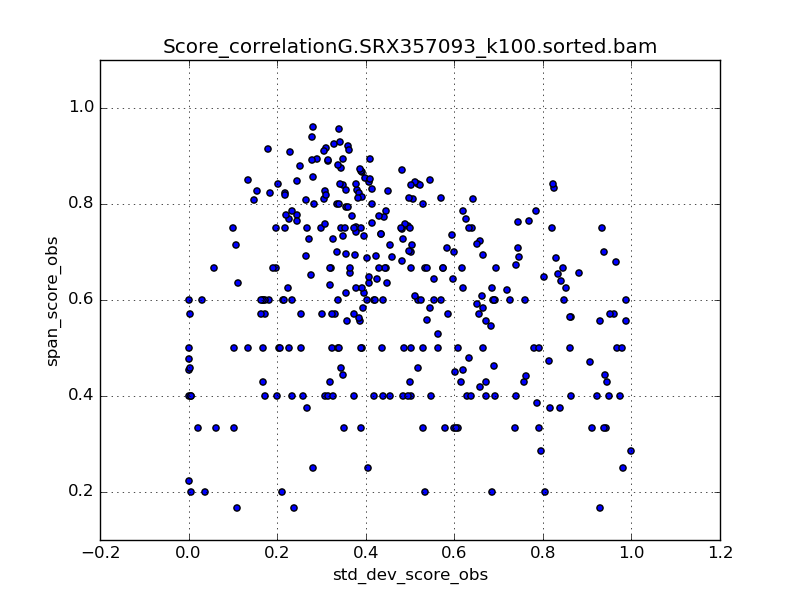 Score_correlationG.SRX357093_k100.sorted.bam
1.0
0.8
0.6
0.4
0.2
span_score_obs
−0.2 0.0 0.2 0.4 0.6 0.8 1.0 1.2
std_dev_score_obs